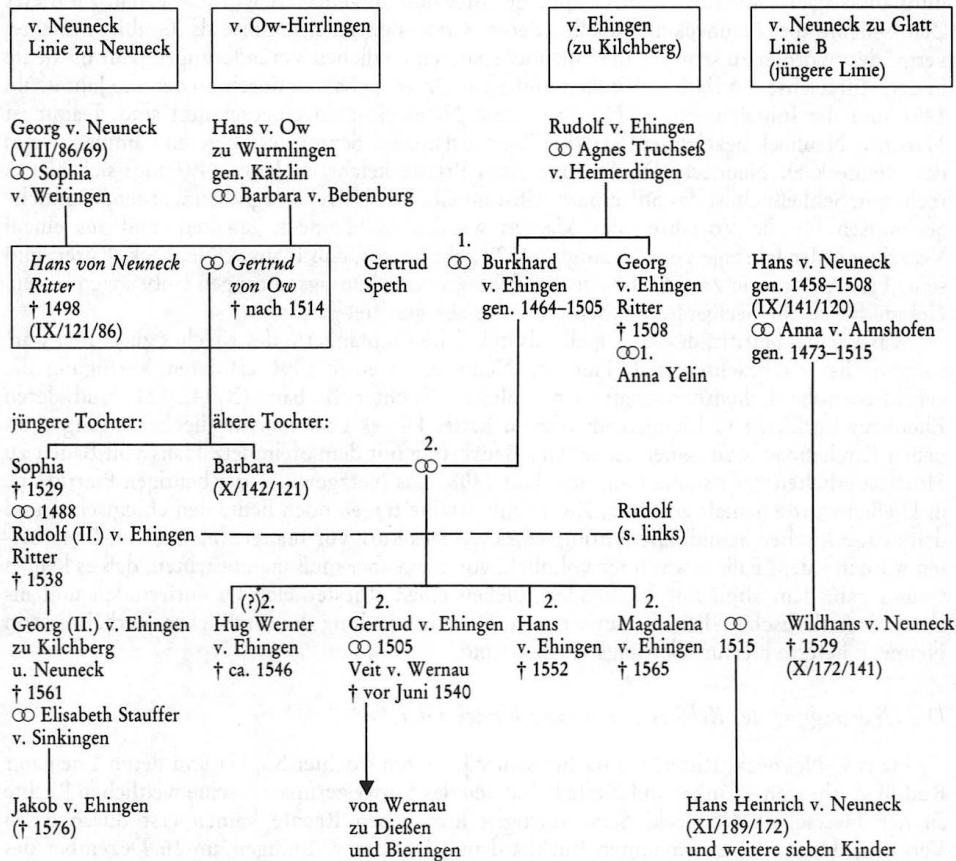 v. Neuneck
Linie zu Neuneck
v. Ow-Hirrlingen
v. Ehingen
(zu Kilchberg)
v. Neuneck zu Glatt
Linie B
(jüngere Linie)
Georg v. Neuneck
(VIII/86/69)
⚭ Sophia
v. Weitingen
Hans v. Ow
zu Wurmlingen
gen. Kätzlin
⚭ Barbara v. Bebenburg
Rudolf v. Ehingen
⚭ Agnes Truchseß
v. Heimerdingen
Hans von Neuneck
Ritter
† 1498
(IX/121/86)
⚭ Gertrud
von Ow
† nach 1514
Gertrud
Speth
1.
⚭
Burkhard
v. Ehingen
gen. 1464–1505
Georg
v. Ehingen
Ritter
† 1508
⚭1.
Anna Yelin
Hans v. Neuneck
gen. 1458–1508
(IX/141/120)
⚭ Anna v. Almshofen
gen. 1473–1515
jüngere Tochter:
ältere Tochter:
Sophia
† 1529
⚭ 1488
Rudolf (II.) v. Ehingen
Ritter
† 1538
Barbara
(X/142/121)
2.
⚭
Rudolf
(s. links)
Georg (II.) v. Ehingen
zu Kilchberg
u. Neuneck
† 1561
⚭ Elisabeth Stauffer
v. Sinkingen
(?)2.
Hug Werner
v. Ehingen
† ca. 1546
2.
Gertrud v. Ehingen
⚭ 1505
Veit v. Wernau
† vor Juni 1540
2.
Hans
v. Ehingen
† 1552
2.
Magdalena
v. Ehingen
† 1565
⚭
1515
Wildhans v. Neuneck
† 1529
(X/172/141)
Jakob v. Ehingen
(† 1576)
von Wernau
zu Dießen
und Bieringen
Hans Heinrich v. Neuneck
(XI/189/172)
und weitere sieben Kinder